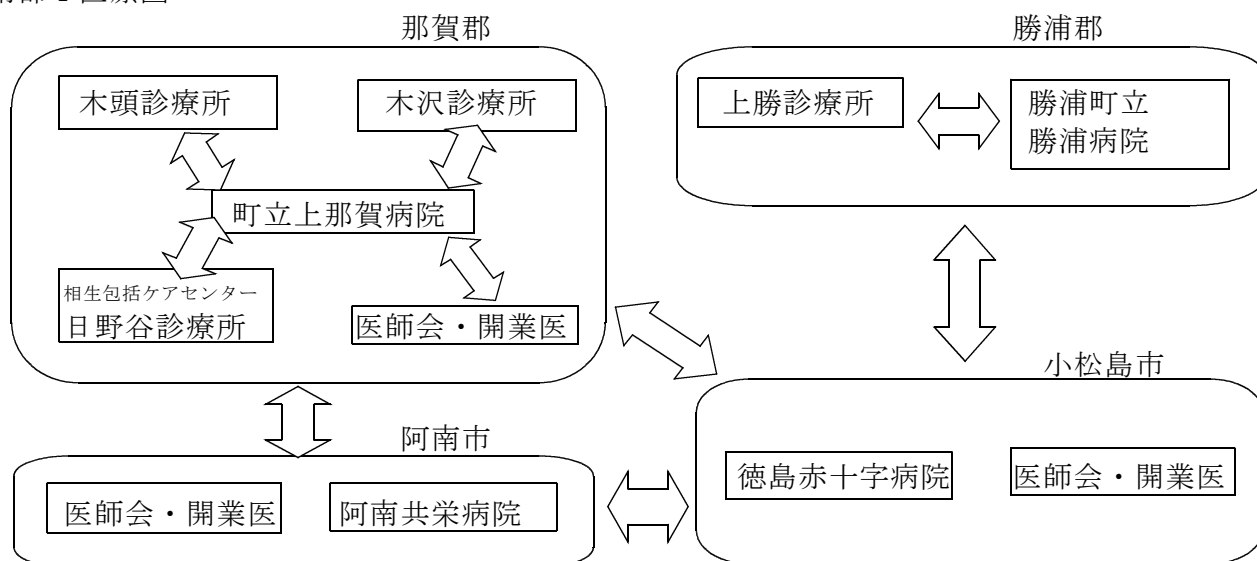 那賀郡
勝浦郡
木頭診療所
木沢診療所
上勝診療所
勝浦町立
勝浦病院
町立上那賀病院
相生包括ケアセンター
日野谷診療所
医師会・開業医
小松島市
阿南市
医師会・開業医
阿南共栄病院
徳島赤十字病院
医師会・開業医